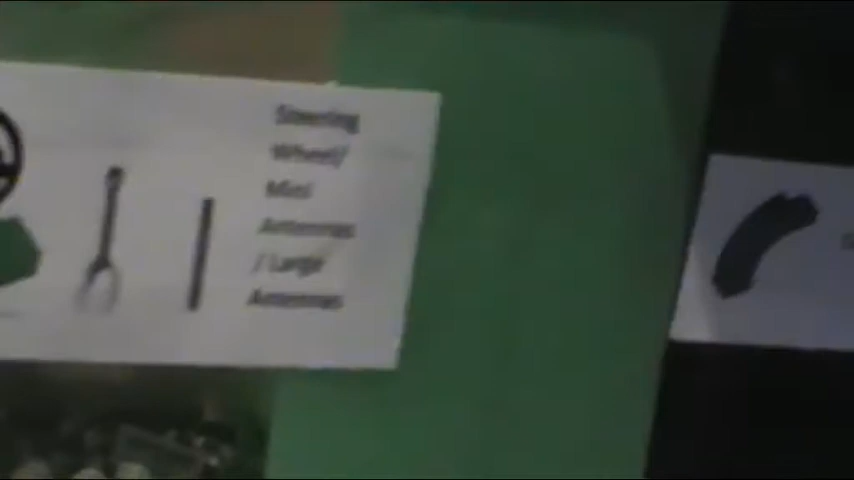 Steering
Wheel/
Mini
Antennas
/ Large
Antennas